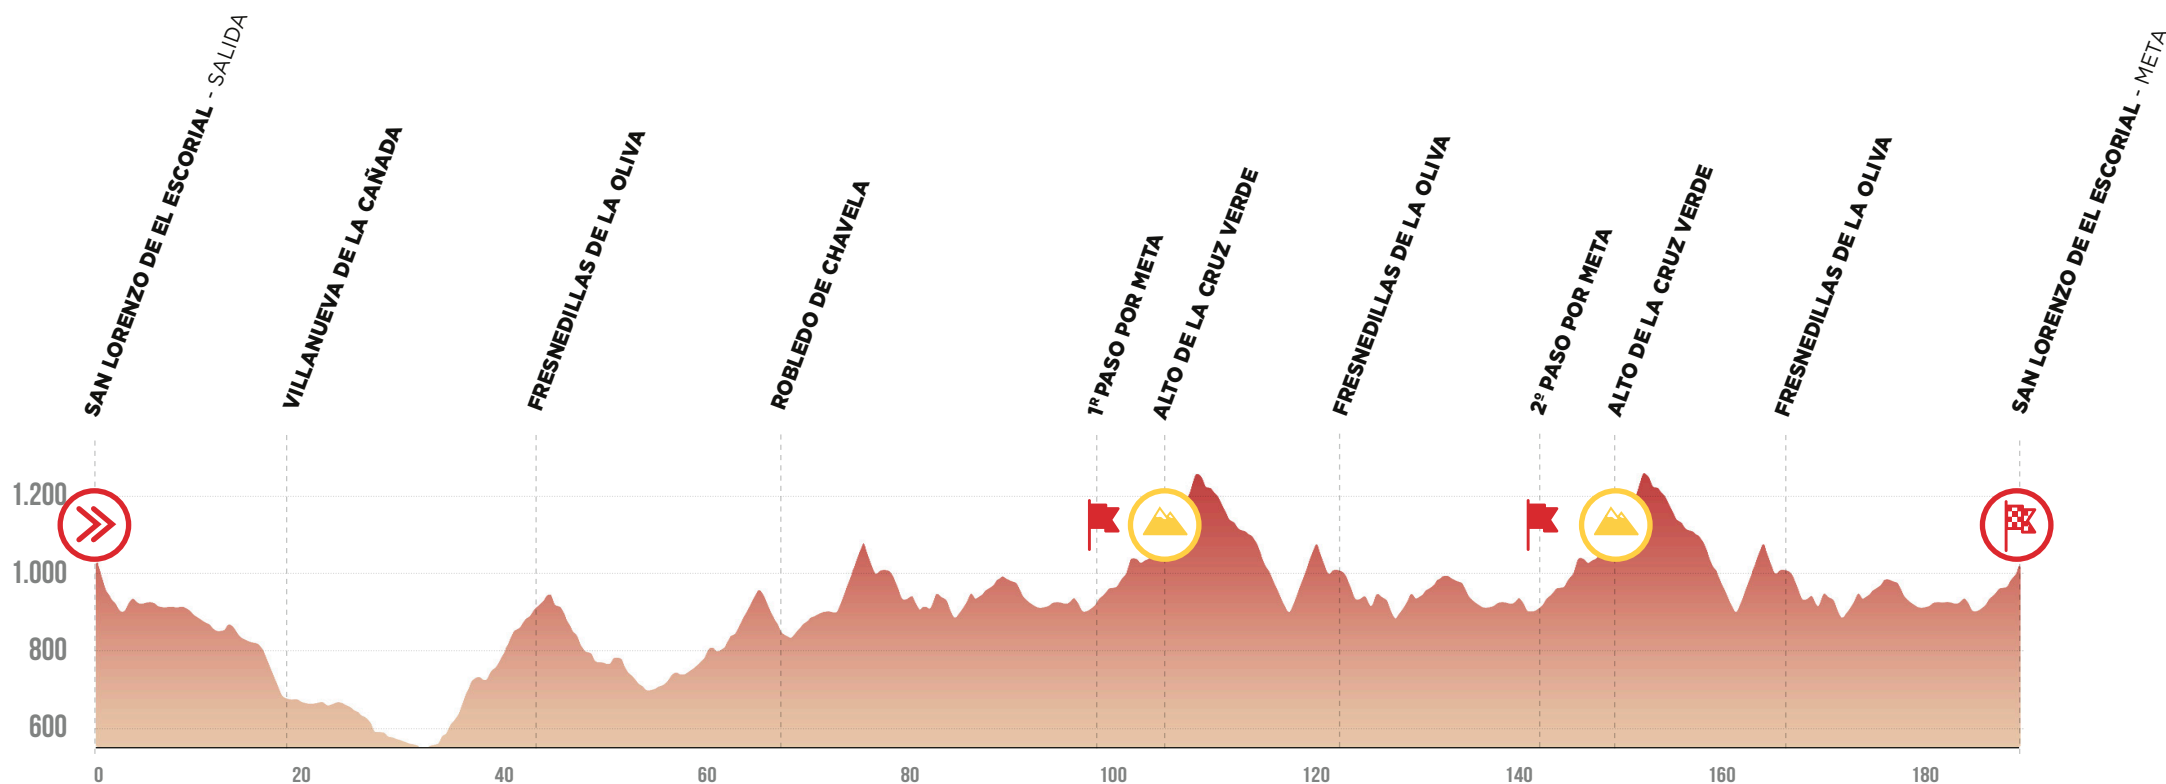 SAN LORENZO DE EL ESCORIAL - SALIDA
VILLANUEVA DE LA CAÑADA
FRESNEDILLAS DE LA OLIVA
ROBLEDO DE CHAVELA
1ᴿ PASO POR META
ALTO DE LA CRUZ VERDE
FRESNEDILLAS DE LA OLIVA
2º PASO POR META
ALTO DE LA CRUZ VERDE
FRESNEDILLAS DE LA OLIVA
SAN LORENZO DE EL ESCORIAL - META
1.200
1.000
800
600
0 20 40 60 80 100 120 140 160 180